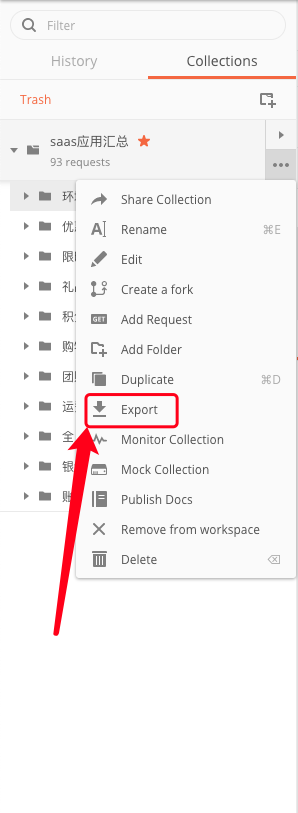 Filter
History
Collections
Trash
saas应用汇总
93 requests
环
Share Collection
优
Rename
⌘E
限
Edit
礼
Create a fork
积
GET
Add Request
购
Add Folder
团
Duplicate
⌘D
运
Export
全
Monitor Collection
银
Mock Collection
账
Publish Docs
Remove from workspace
Delete